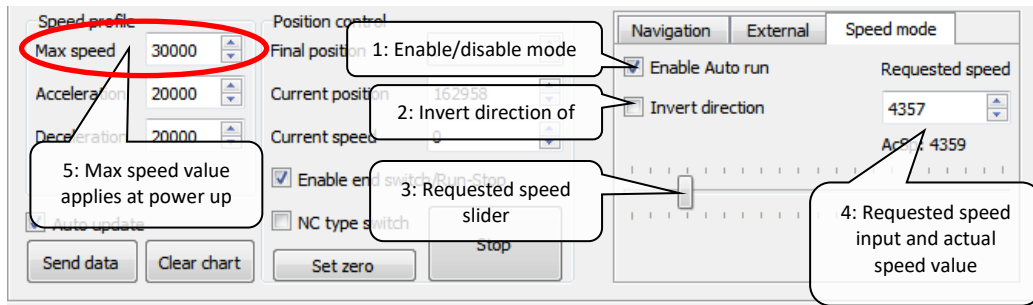 Speed profile
Max speed 30000
Acceleration 20000
Deceleration 20000
5: Max speed value
applies at power up
Auto update
Send data Clear chart
Position control
Final position
Current position 162958
Current speed 0
Enable end switch/Run-Stop
NC type switch
Set zero
Stop
1: Enable/disable mode
2: Invert direction of
3: Requested speed
slider
Navigation External Speed mode
Enable Auto run Requested speed
Invert direction 4357
AcSp: 4359
4: Requested speed
input and actual
speed value